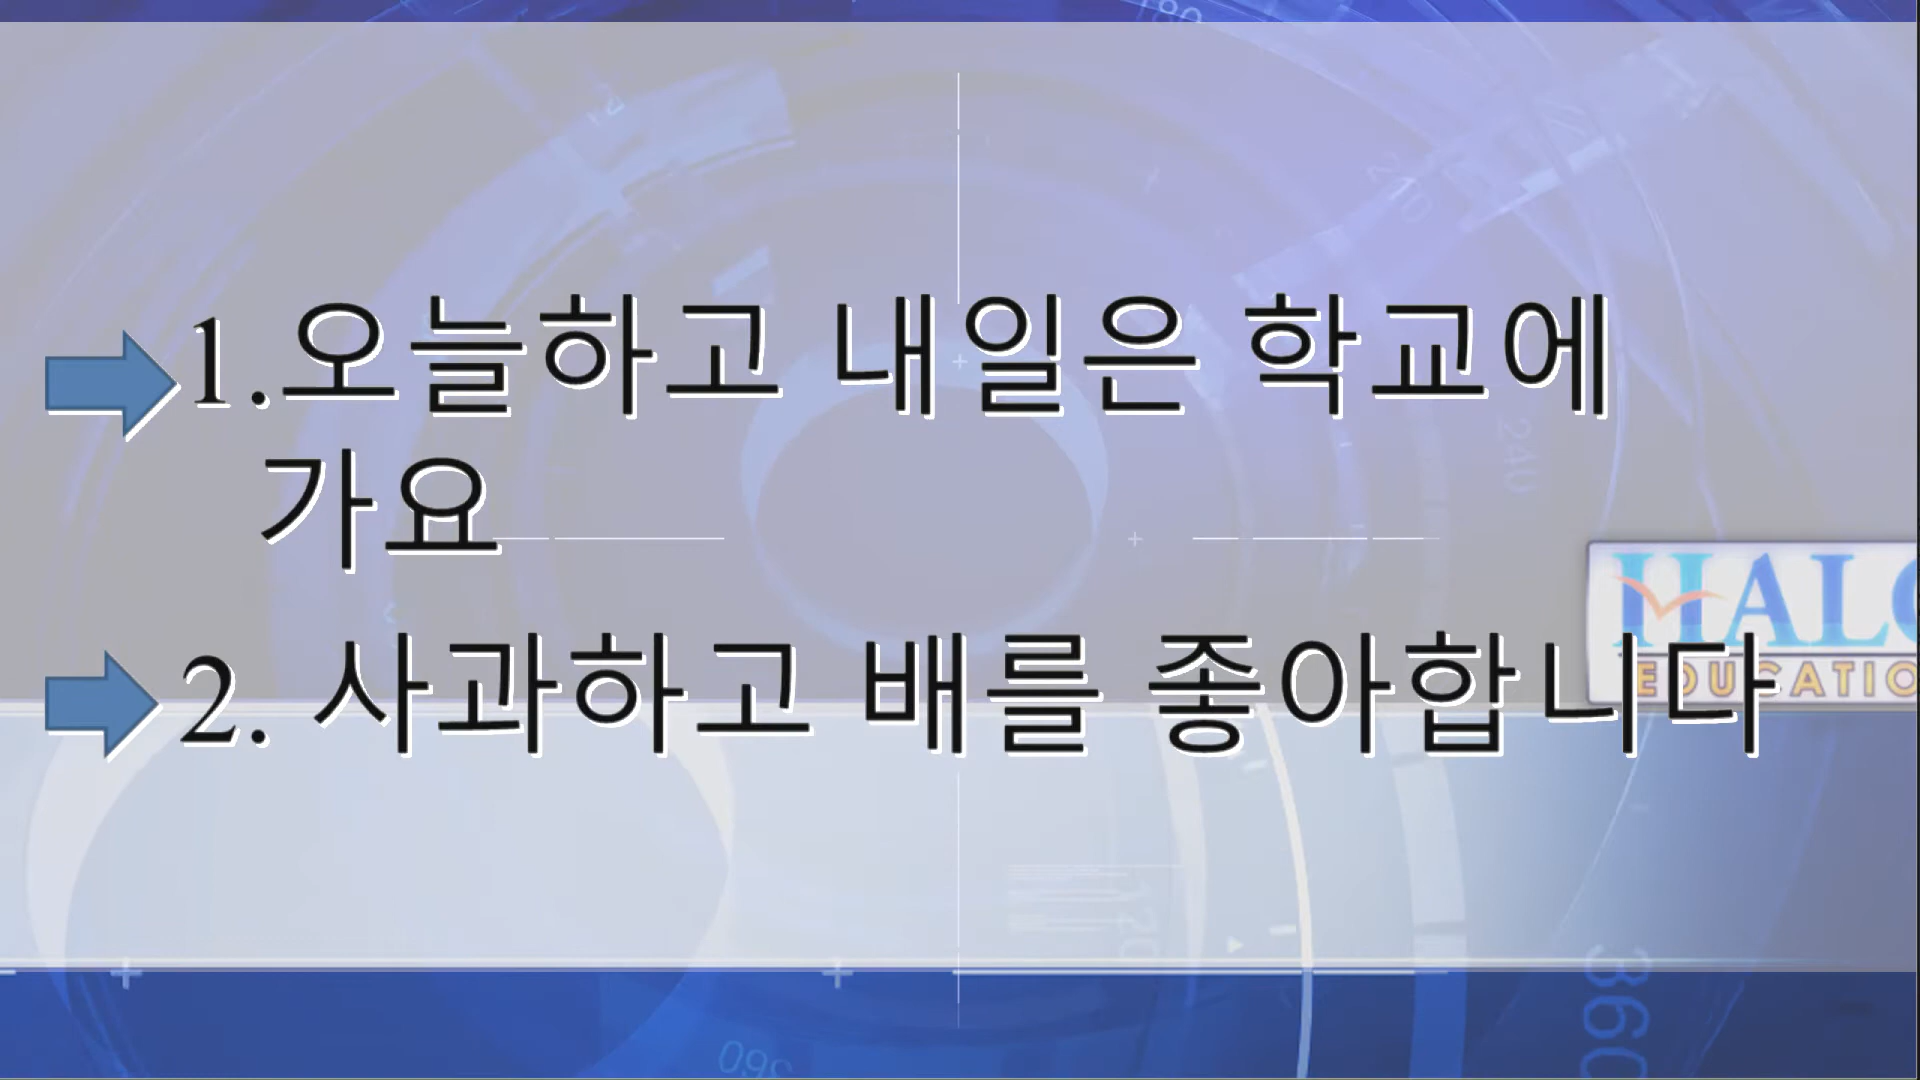 1.오늘하고 내일은 학교에
가요
2. 사과하고 배를 좋아합니다